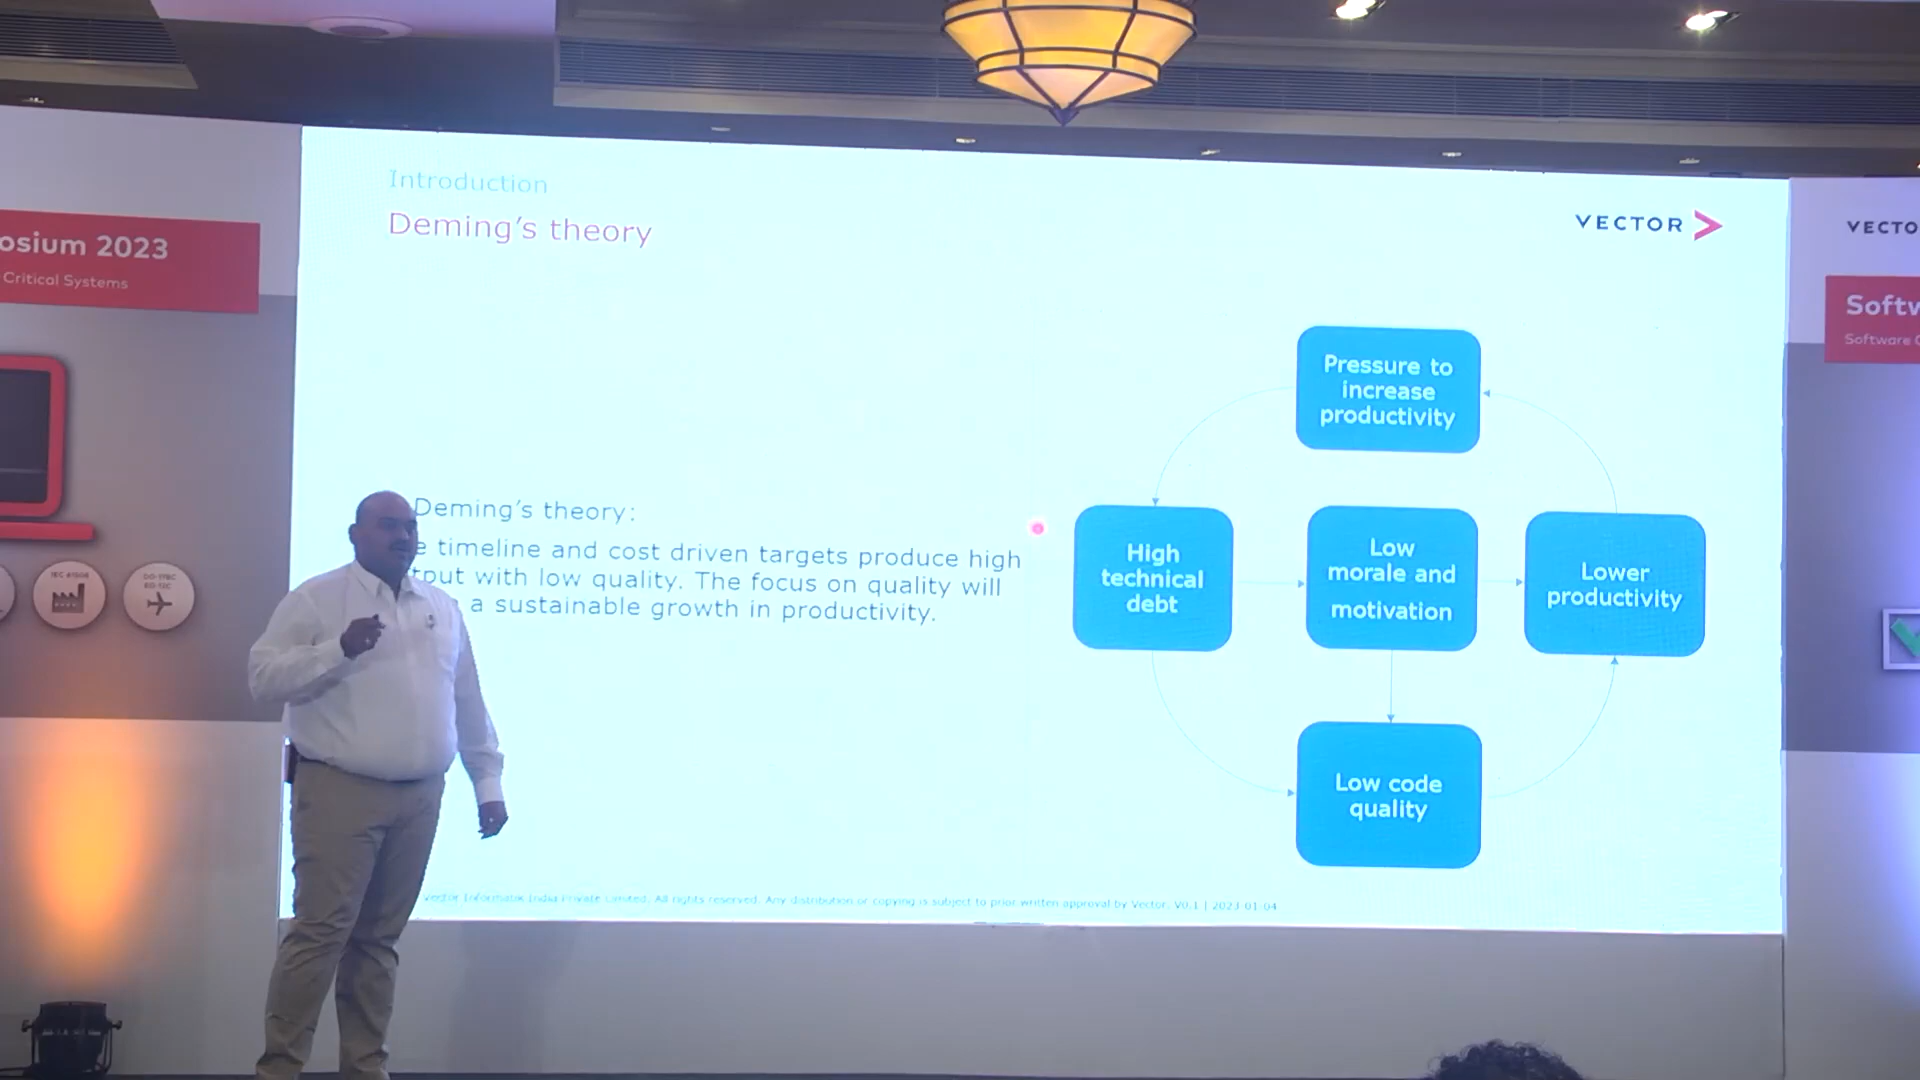 Introduction
Deming's theory
VECTOR
osium 2023
Critical Systems
VECTO
Softw
Software
Pressure to
increase
productivity
Deming's theory:
e timeline and cost driven targets produce high
tput with low quality. The focus on quality will
a sustainable growth in productivity.
High
technical
debt
Low
morale and
motivation
Lower
productivity
Low code
quality
IEC 61508
Vector Informatik India Private Limited. All rights reserved. Any distribution or copying is subject to prior written approval by Vector. V0.1 | 2023-01-04